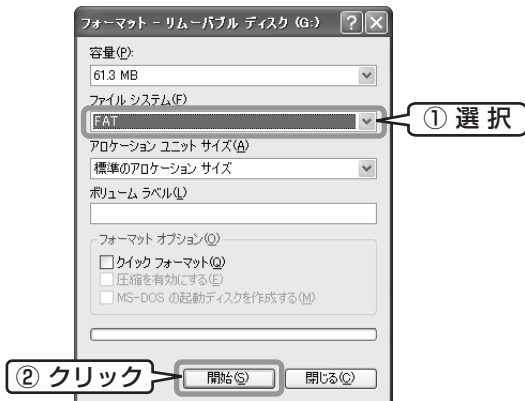 フォーマット - リムーバブル ディスク (G:)
容量(P):
61.3 MB
ファイル システム(F)
FAT
① 選 択
アロケーション ユニット サイズ(A)
標準のアロケーション サイズ
ボリューム ラベル(L)
フォーマット オプション(O)
クイック フォーマット(Q)
圧縮を有効にする(E)
MS-DOS の起動ディスクを作成する(M)
② クリック
開始(S)
閉じる(C)